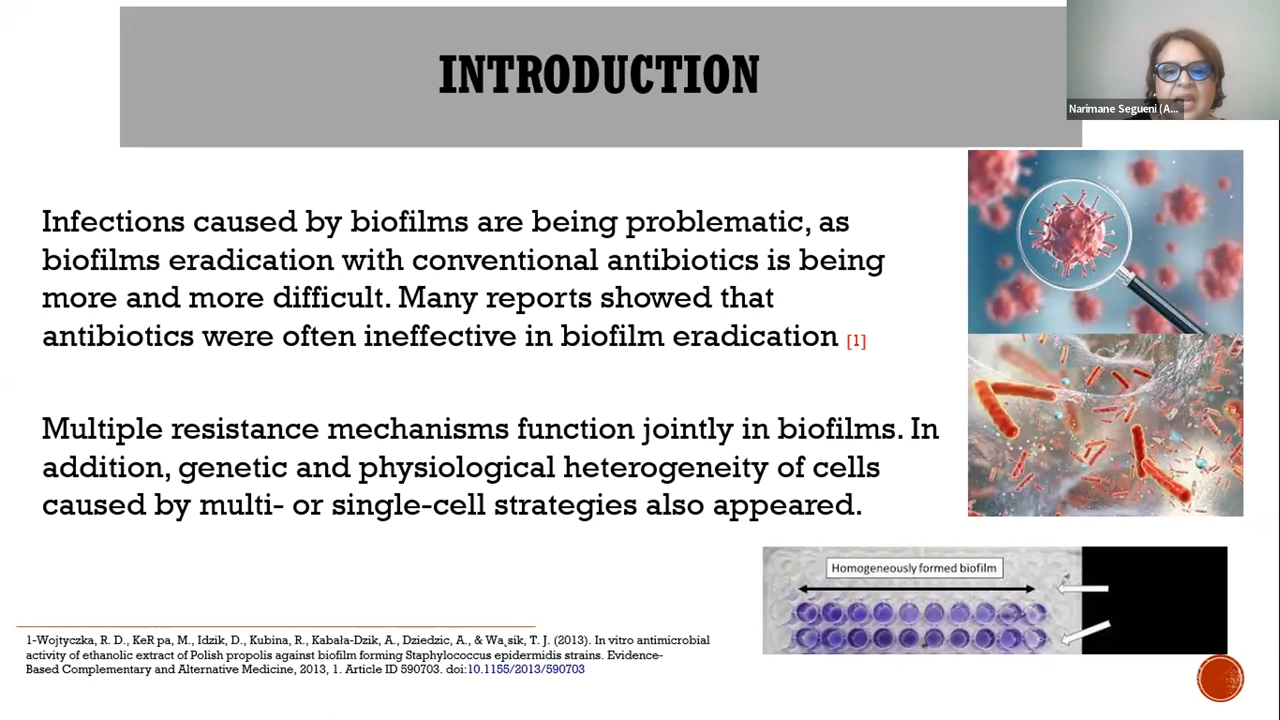 INTRODUCTION
Narimane Segueni (A...
Infections caused by biofilms are being problematic, as
biofilms eradication with conventional antibiotics is being
more and more difficult. Many reports showed that
antibiotics were often ineffective in biofilm eradication [1]
Multiple resistance mechanisms function jointly in biofilms. In
addition, genetic and physiological heterogeneity of cells
caused by multi- or single-cell strategies also appeared.
Homogeneously formed biofilm
1-Wojtyczka, R. D., KeR pa, M., Idzik, D., Kubina, R., Kabała-Dzik, A., Dziedzic, A., & Wa¸sik, T. J. (2013). In vitro antimicrobial
activity of ethanolic extract of Polish propolis against biofilm forming Staphylococcus epidermidis strains. Evidence-
Based Complementary and Alternative Medicine, 2013, 1. Article ID 590703. doi:10.1155/2013/590703